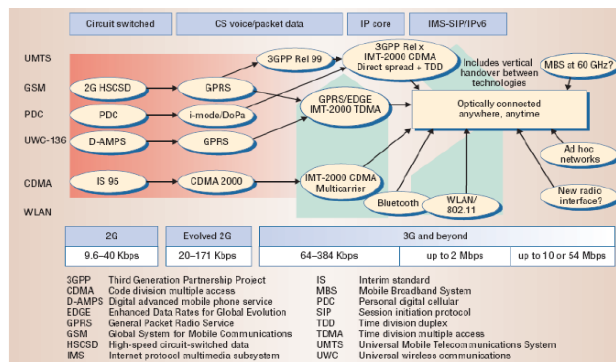 Circuit switched
CS voice/packet data
IP core
IMS-SIP/IPv6
UMTS
3GPP Rel 99
3GPP Rel x
IMT-2000 CDMA
Direct spread + TDD
Includes vertical
handover between
technologies
MBS at 60 GHz?
GSM
2G HSCSD
GPRS
GPRS/EDGE
IMT-2000 TDMA
Optically connected
anywhere, anytime
PDC
PDC
i-mode/DoPa
UWC-136
D-AMPS
GPRS
Ad hoc
networks
CDMA
IS 95
CDMA 2000
IMT-2000 CDMA
Multicarrier
Bluetooth
WLAN/
802.11
New radio
interface?
WLAN
2G
Evolved 2G
3G and beyond
9.6–40 Kbps
20–171 Kbps
64–384 Kbps
up to 2 Mbps
up to 10 or 54 Mbps
3GPP Third Generation Partnership Project
CDMA Code division multiple access
D-AMPS Digital advanced mobile phone service
EDGE Enhanced Data Rates for Global Evolution
GPRS General Packet Radio Service
GSM Global System for Mobile Communications
HSCSD High-speed circuit-switched data
IMS Internet protocol multimedia subsystem
IS Interim standard
MBS Mobile Broadband System
PDC Personal digital cellular
SIP Session initiation protocol
TDD Time division duplex
TDMA Time division multiple access
UMTS Universal Mobile Telecommunications System
UWC Universal wireless communications